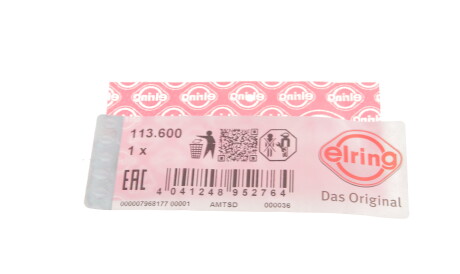 113.600
1 x
elring
Das Original
EAC
4 041248 952764
000007968177 00001 AMTSD 000036